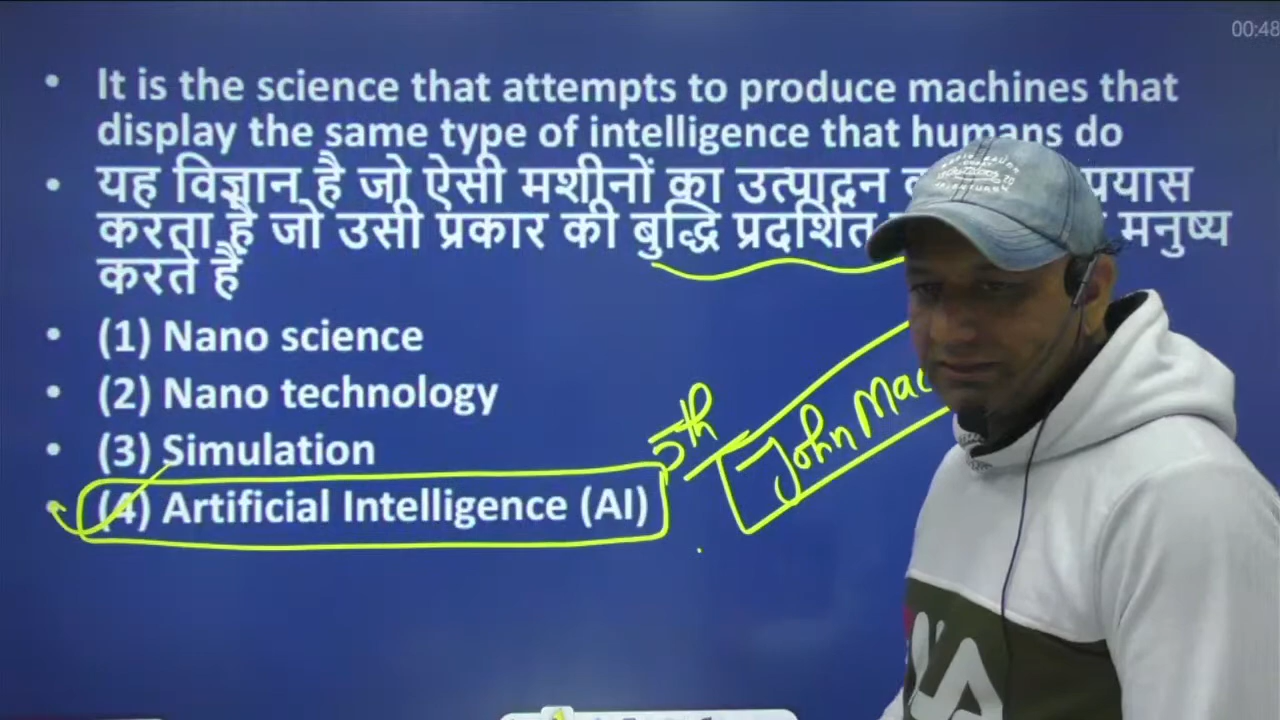 00:48
• It is the science that attempts to produce machines that
display the same type of intelligence that humans do
• यह विज्ञान है जो ऐसी मशीनों का उत्पादन प्रयास
करता है जो उसी प्रकार की बुद्धि प्रदर्शित मनुष्य
करते हैं
• (1) Nano science
• (2) Nano technology
• (3) Simulation
• (4) Artificial Intelligence (AI)
5th
John Mac